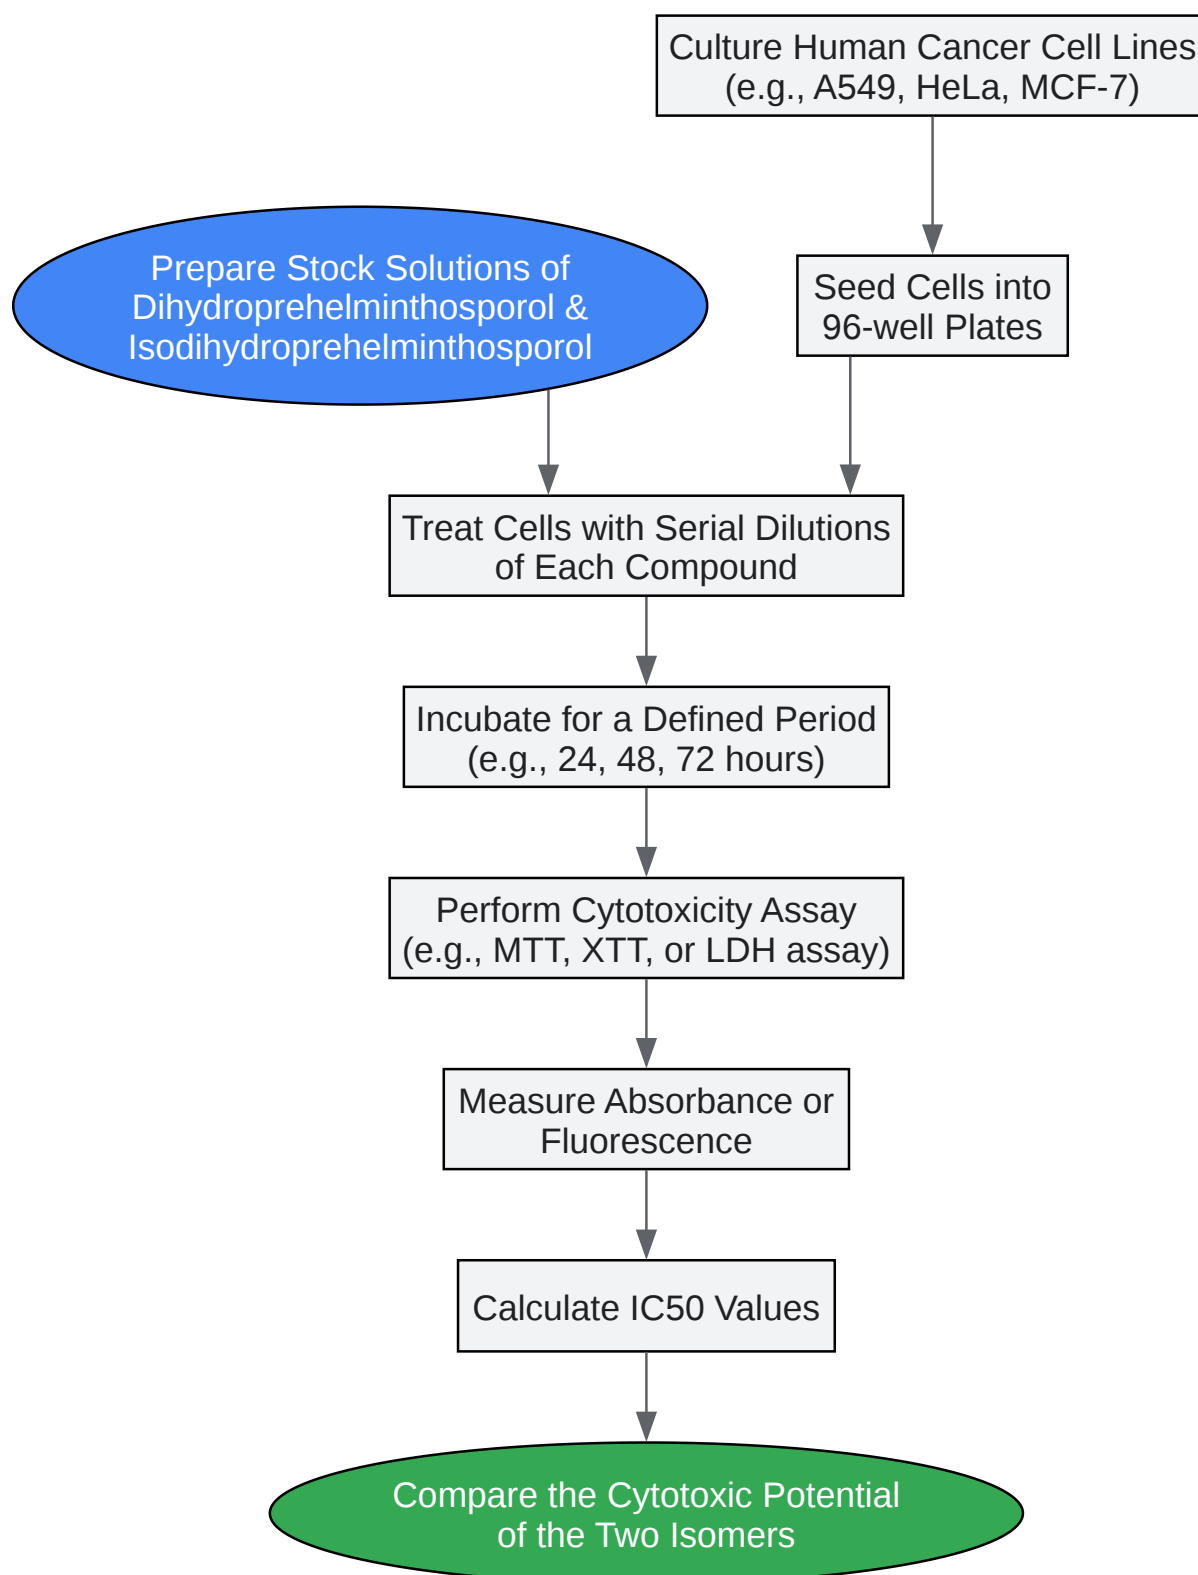 Culture Human Cancer Cell Lines
(e.g., A549, HeLa, MCF-7)
Prepare Stock Solutions of
Dihydroprehelminthosporol &
Isodihydroprehelminthosporol
Seed Cells into
96-well Plates
Treat Cells with Serial Dilutions
of Each Compound
Incubate for a Defined Period
(e.g., 24, 48, 72 hours)
Perform Cytotoxicity Assay
(e.g., MTT, XTT, or LDH assay)
Measure Absorbance or
Fluorescence
Calculate IC50 Values
Compare the Cytotoxic Potential
of the Two Isomers